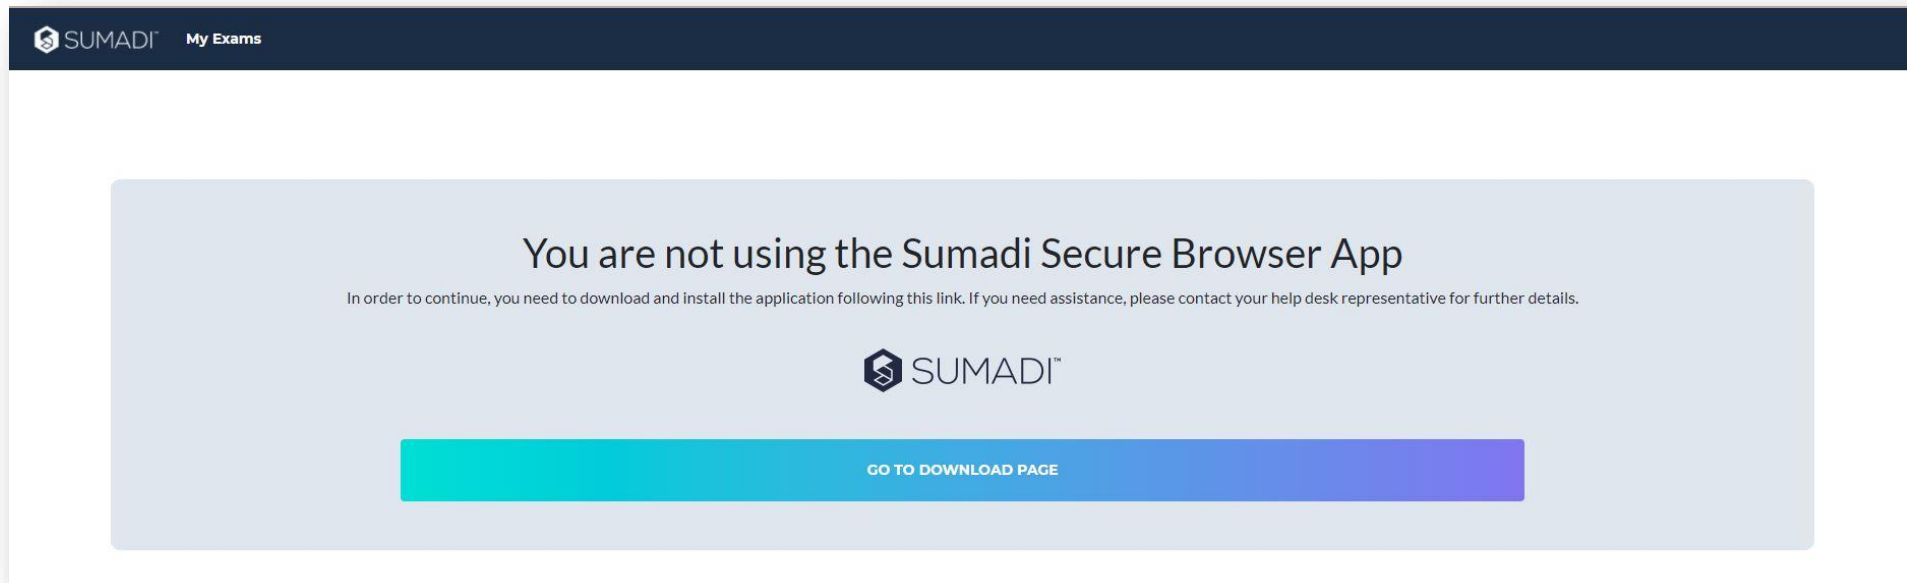 SUMADI™ My Exams
You are not using the Sumadi Secure Browser App
In order to continue, you need to download and install the application following this link. If you need assistance, please contact your help desk representative for further details.
SUMADI™
GO TO DOWNLOAD PAGE